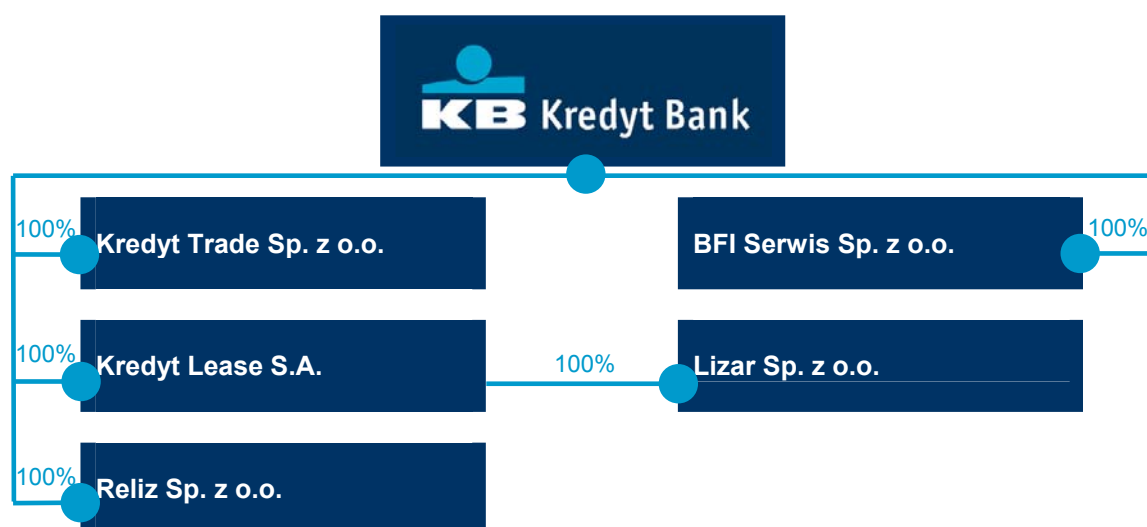 KB Kredyt Bank
100%
Kredyt Trade Sp. z o.o.
BFI Serwis Sp. z o.o.
100%
100%
Kredyt Lease S.A.
100%
Lizar Sp. z o.o.
100%
Reliz Sp. z o.o.